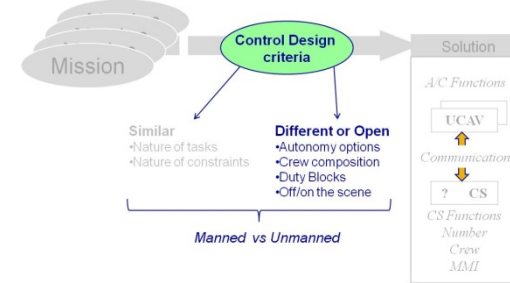 Mission
Control Design
criteria
Solution
Similar
•Nature of tasks
•Nature of constraints
Different or Open
•Autonomy options
•Crew composition
•Duty Blocks
•Off/on the scene
Manned vs Unmanned
A/C Functions
UCAV
Communication
? CS
CS Functions
Number
Crew
MMI